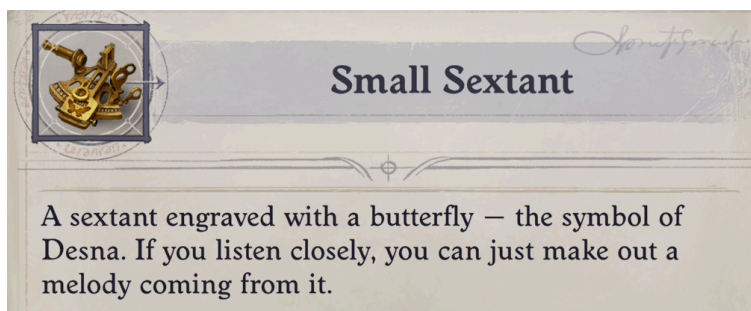 Small Sextant
A sextant engraved with a butterfly — the symbol of
Desna. If you listen closely, you can just make out a
melody coming from it.